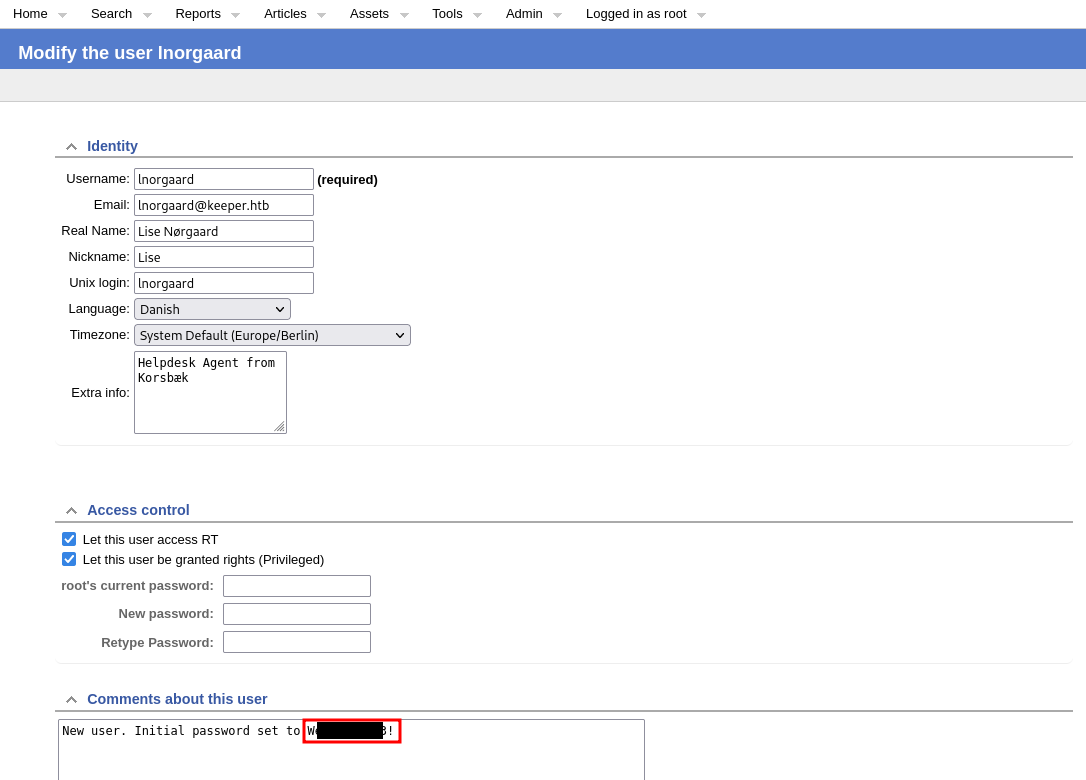 Home Search Reports Articles Assets Tools Admin Logged in as root
Modify the user lnorgaard
Identity
Username: lnorgaard (required)
Email: lnorgaard@keeper.htb
Real Name: Lise Nørgaard
Nickname: Lise
Unix login: lnorgaard
Language: Danish
Timezone: System Default (Europe/Berlin)
Extra info: Helpdesk Agent from
Korsbæk
Access control
Let this user access RT
Let this user be granted rights (Privileged)
root's current password:
New password:
Retype Password:
Comments about this user
New user. Initial password set to